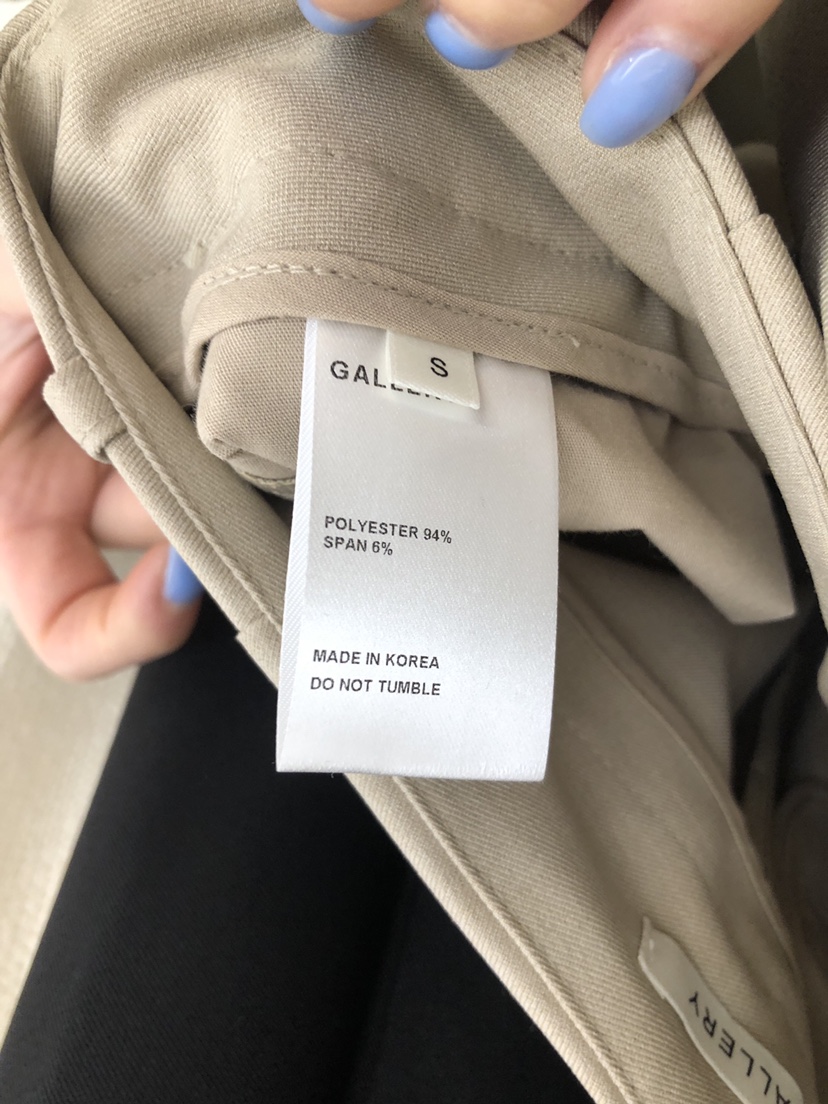 S
POLYESTER 94%
SPAN 6%
MADE IN KOREA
DO NOT TUMBLE